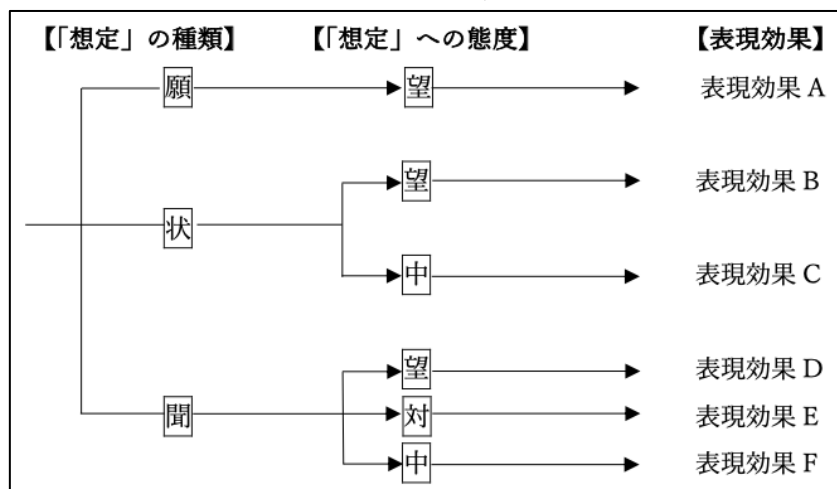 【「想定」の種類】 【「想定」への態度】 【表現効果】
願 望 表現効果 A
望 表現効果 B
状
中 表現効果 C
望 表現効果 D
聞 対 表現効果 E
中 表現効果 F